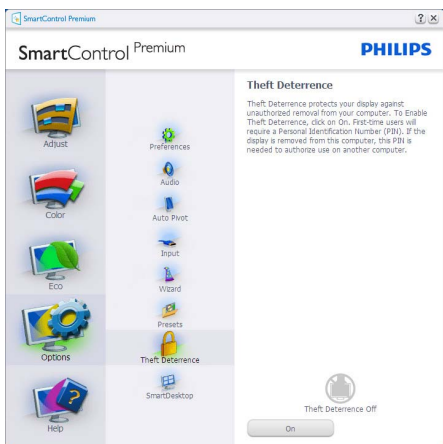 SmartControl Premium
SmartControl Premium
PHILIPS
Adjust
Color
Eco
Options
Help
Preferences
Audio
Auto Pivot
Input
Wizard
Presets
Theft Deterrence
SmartDesktop
Theft Deterrence
Theft Deterrence protects your display against
unauthorized removal from your computer. To Enable
Theft Deterrence, click on On. First-time users will
require a Personal Identification Number (PIN). If the
display is removed from this computer, this PIN is
needed to authorize use on another computer.
Theft Deterrence Off
On